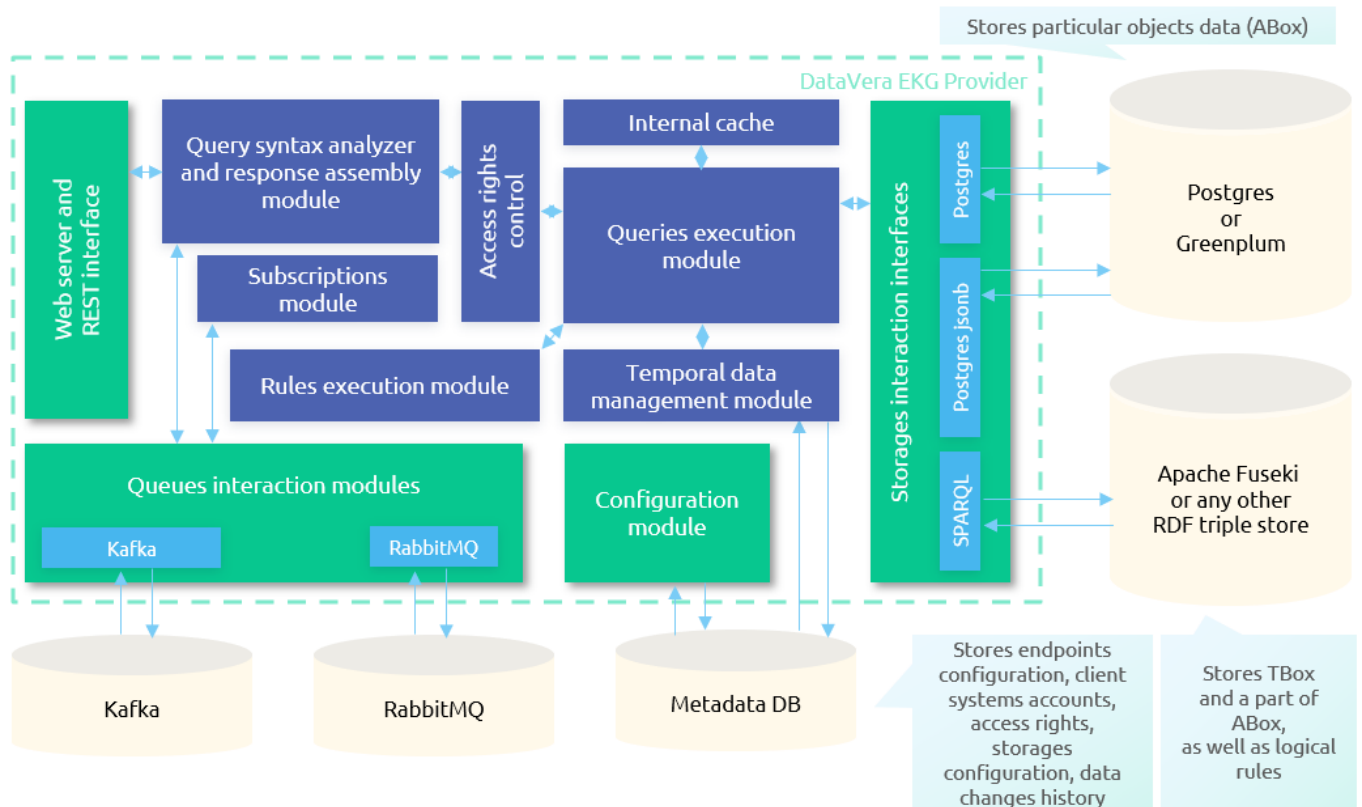 Stores particular objects data (ABox)
DataVera EKG Provider
Web server and
REST interface
Query syntax analyzer
and response assembly
module
Subscriptions
module
Rules execution module
Access rights
control
Internal cache
Queries execution
module
Temporal data
management module
Storages interaction interfaces
Postgres
Postgres jsonb
SPARQL
Postgres
or
Greenplum
Apache Fuseki
or any other
RDF triple store
Queues interaction modules
Kafka
RabbitMQ
Configuration
module
Kafka
RabbitMQ
Metadata DB
Stores endpoints
configuration, client
systems accounts,
access rights,
storages
configuration, data
changes history
Stores TBox
and a part of
ABox,
as well as logical
rules